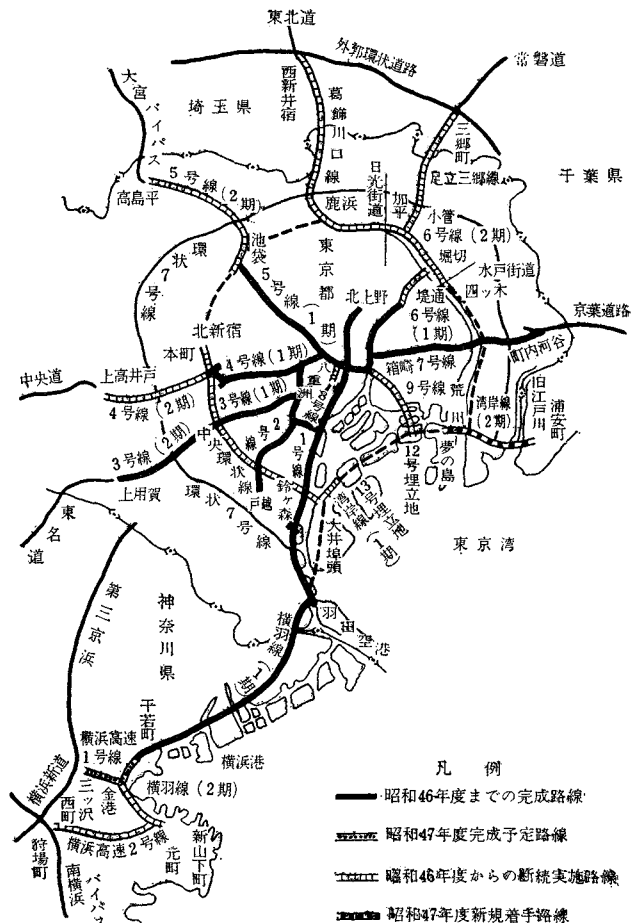 東北道
外郭環状道路
常磐道
大宮バイパス
埼玉県
西新井宿
葛飾川口線
三郷町
足立三郷線
千葉県
日光街道
加平
5号線(2期)
高島平
鹿浜
小菅
6号線(2期)
池袋
東京都
堀切
水戸街道
四ッ木
環状7号線
5号線(1期)
北上野
堤通
6号線(1期)
京葉道路
北新宿
本町
4号線(1期)
八重洲
8号線
箱崎
7号線
町内河谷
中央道
上高井戸
4号線(2期)
3号線(1期)
9号線
荒川
湾岸線(2期)
旧江戸川
浦安町
3号線(2期)
中央環状線
2号線
1号線
夢の島
12号埋立地
上用賀
環状7号線
戸越
鈴ヶ森
湾岸線(1期)
13号埋立地
大井埠頭
東京湾
東名道
第三京浜
神奈川県
羽田空港
横羽線(1期)
平若町
横浜高速1号線
横浜港
横浜新道
三ッ沢
金港
横羽線(2期)
西町
狩場町
横浜高速2号線
元町
新山下町
南横浜バイパス
凡例
昭和46年度までの完成路線
昭和47年度完成予定路線
昭和46年度からの断続実施路線
昭和47年度新規着手路線